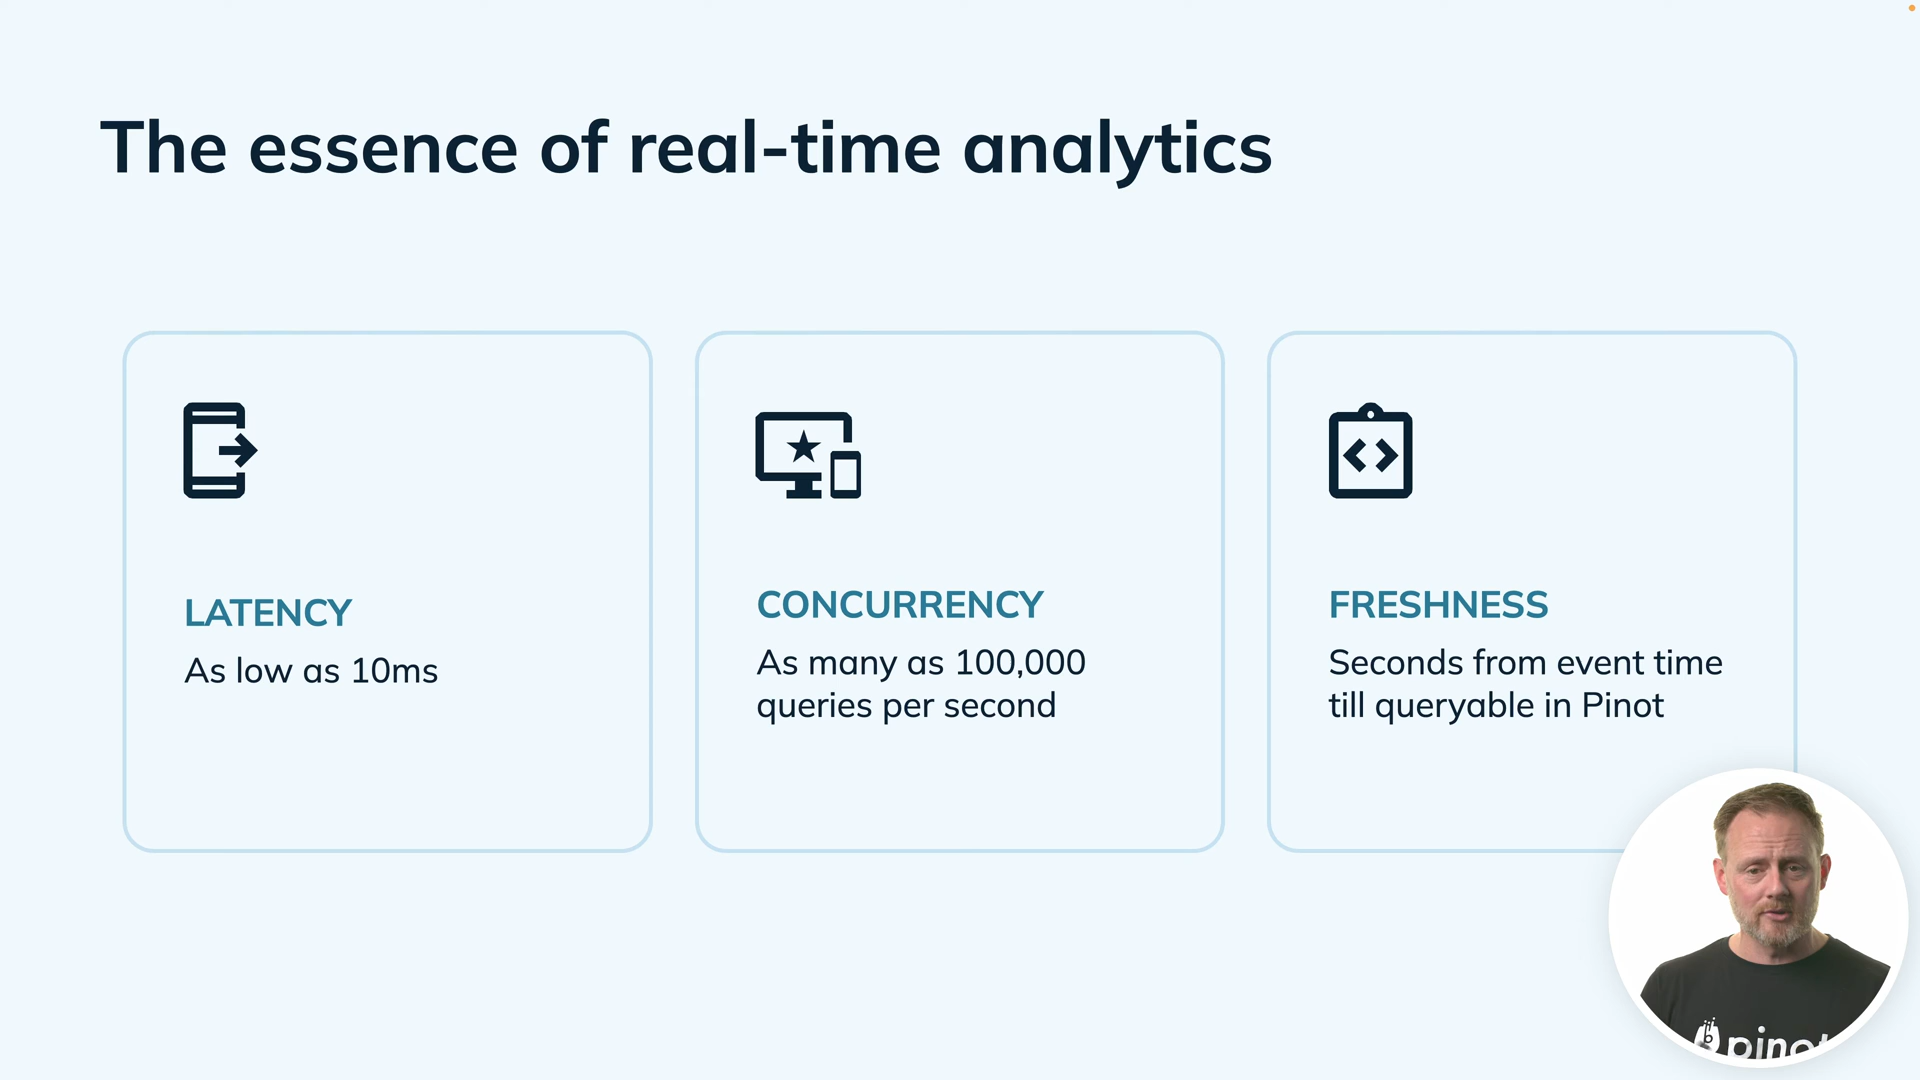 The essence of real-time analytics
LATENCY
As low as 10ms
CONCURRENCY
As many as 100,000
queries per second
FRESHNESS
Seconds from event time
till queryable in Pinot
pinot